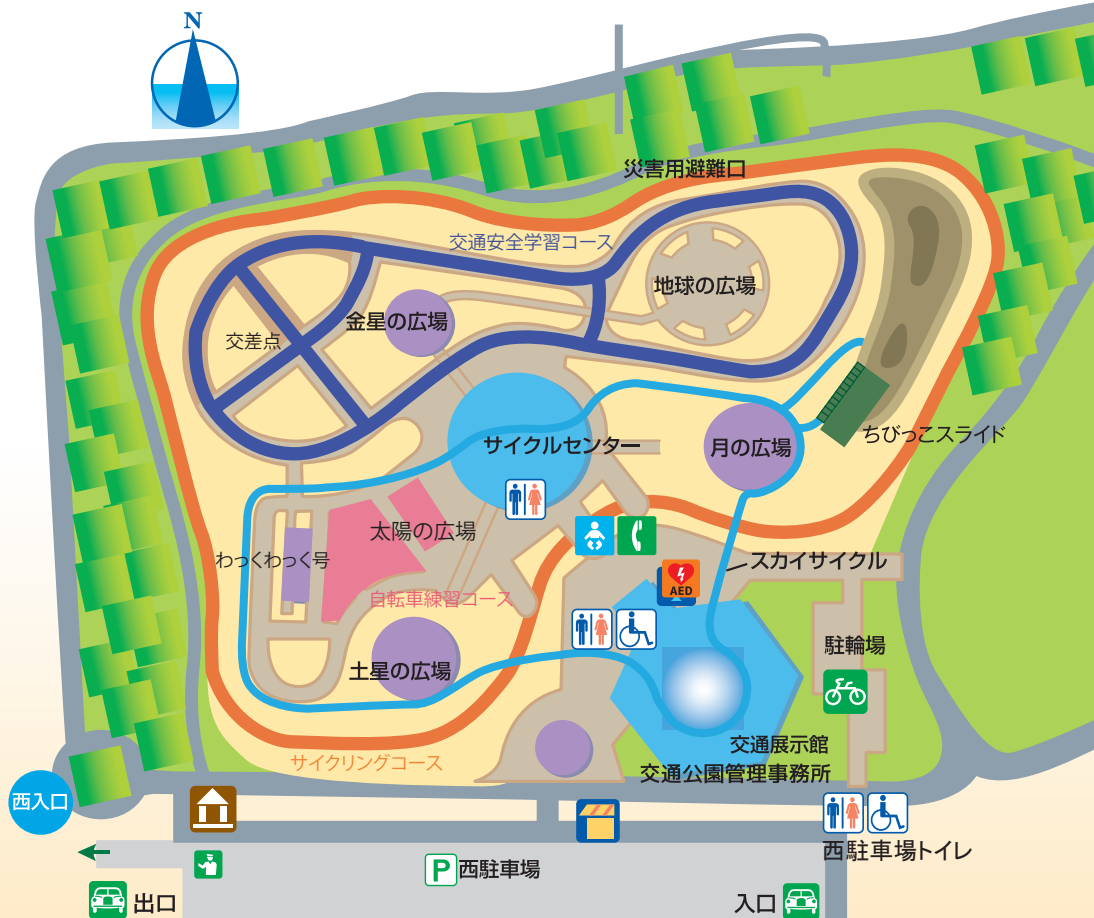 N
災害用避難口
交通安全学習コース
地球の広場
金星の広場
交差点
サイクルセンター
月の広場
ちびっこスライド
太陽の広場
わっくわっく号
スカイサイクル
AED
自転車練習コース
駐輪場
土星の広場
交通展示館
サイクリングコース
交通公園管理事務所
西入口
西駐車場トイレ
P
西駐車場
出口
入口